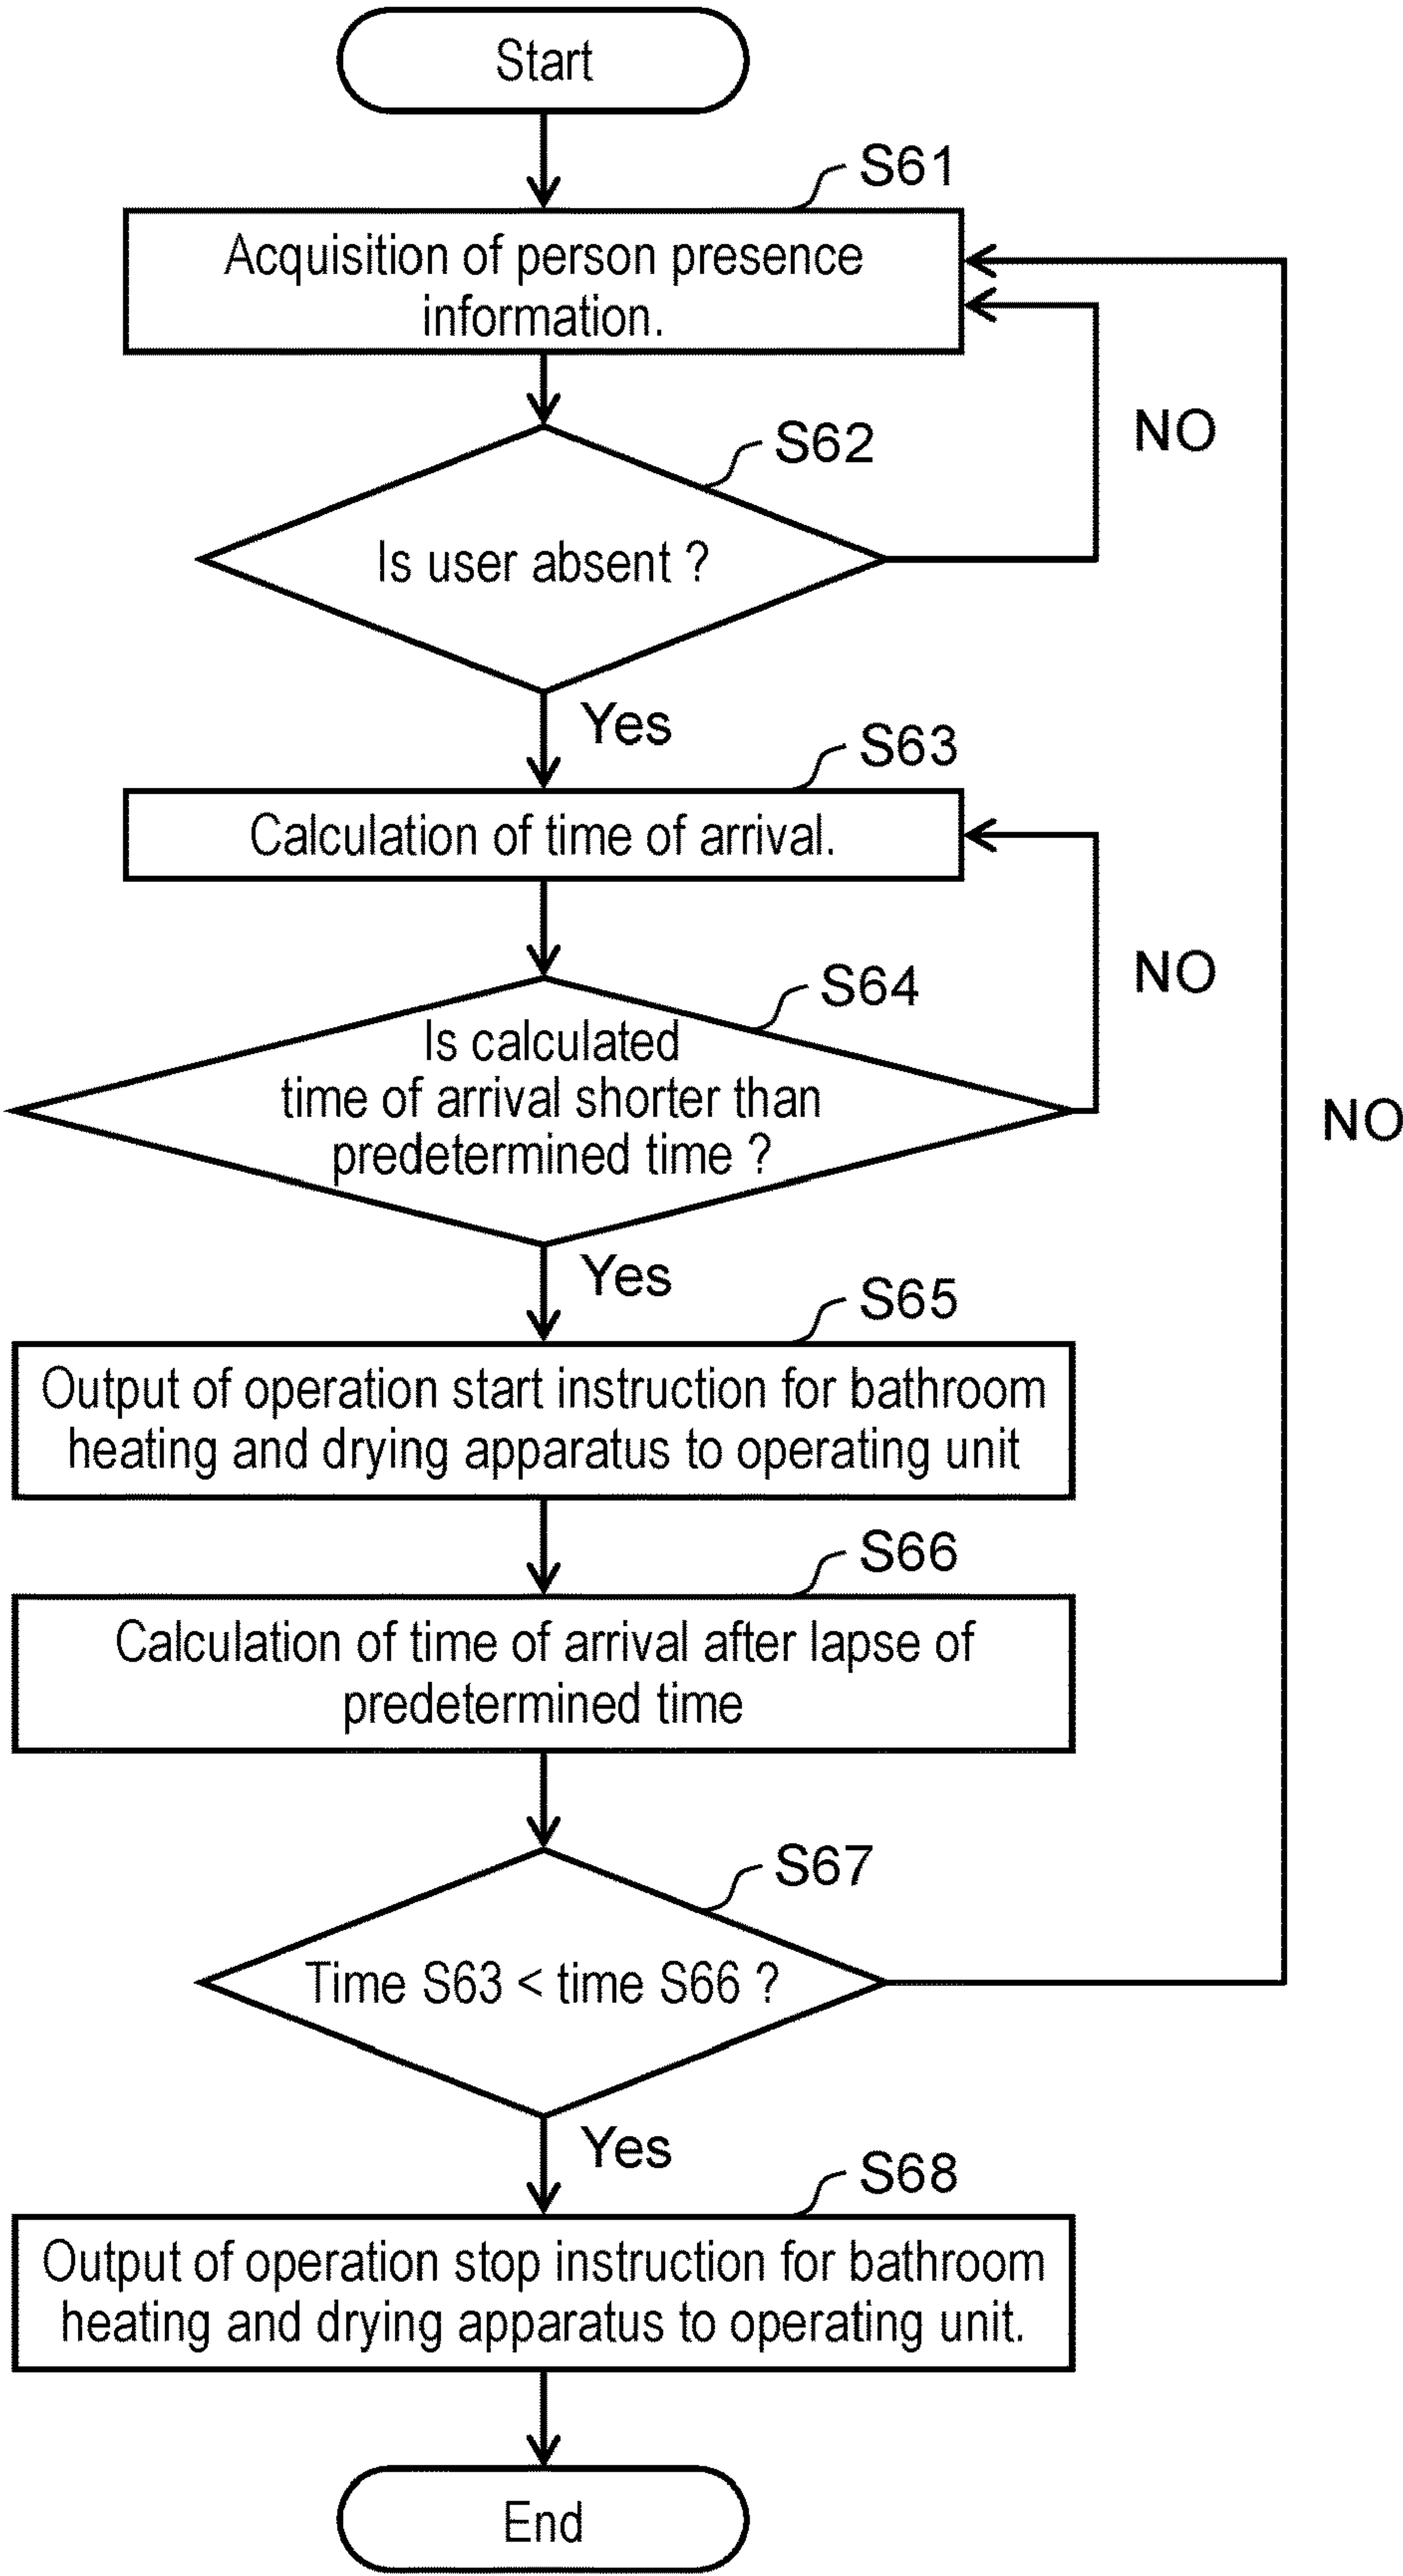 Start
S61
Acquisition of person presence
information.
S62
NO
Is user absent ?
Yes
S63
Calculation of time of arrival.
NO
S64
Is calculated
time of arrival shorter than
predetermined time ?
NO
Yes
S65
Output of operation start instruction for bathroom
heating and drying apparatus to operating unit
S66
Calculation of time of arrival after lapse of
predetermined time
S67
Time S63 < time S66 ?
Yes
S68
Output of operation stop instruction for bathroom
heating and drying apparatus to operating unit.
End